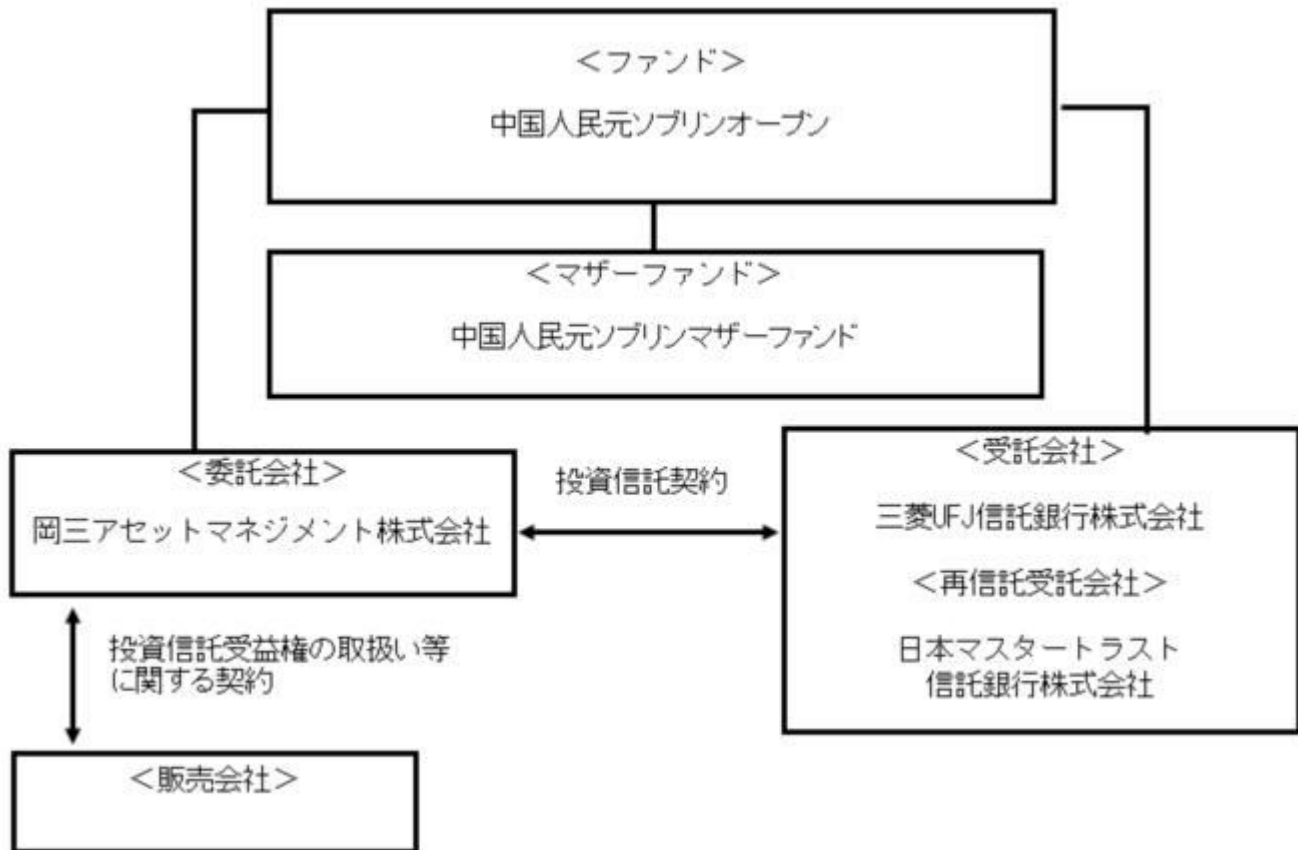 ＜ファンド＞
中国人民元ソブリンオープン
＜マザーファンド＞
中国人民元ソブリンマザーファンド
＜委託会社＞
岡三アセットマネジメント株式会社
投資信託契約
＜受託会社＞
三菱UFJ信託銀行株式会社
＜再信託受託会社＞
日本マスタートラスト
信託銀行株式会社
投資信託受益権の取扱い等
に関する契約
＜販売会社＞